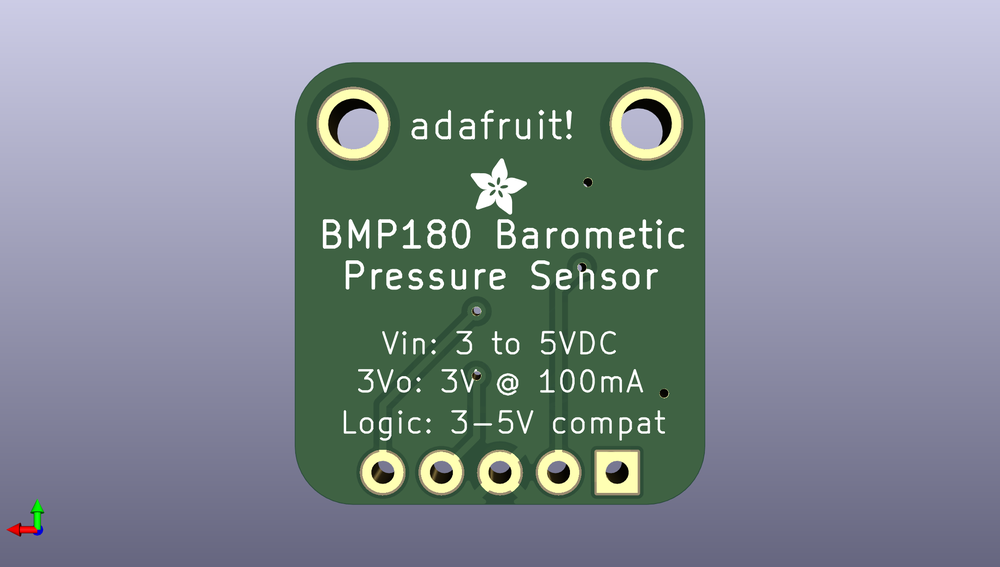 adafruit!
BMP180 Barometic
Pressure Sensor
Vin: 3 to 5VDC
3Vo: 3V @ 100mA
Logic: 3-5V compat